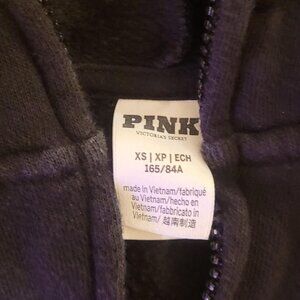 PINK
VICTORIA'S SECRET
XS | XP | ECH
165/84A
made in Vietnam/fabriqué
au Vietnam/hecho en
Vietnam/fabbricato in
Vietnam/越南制造